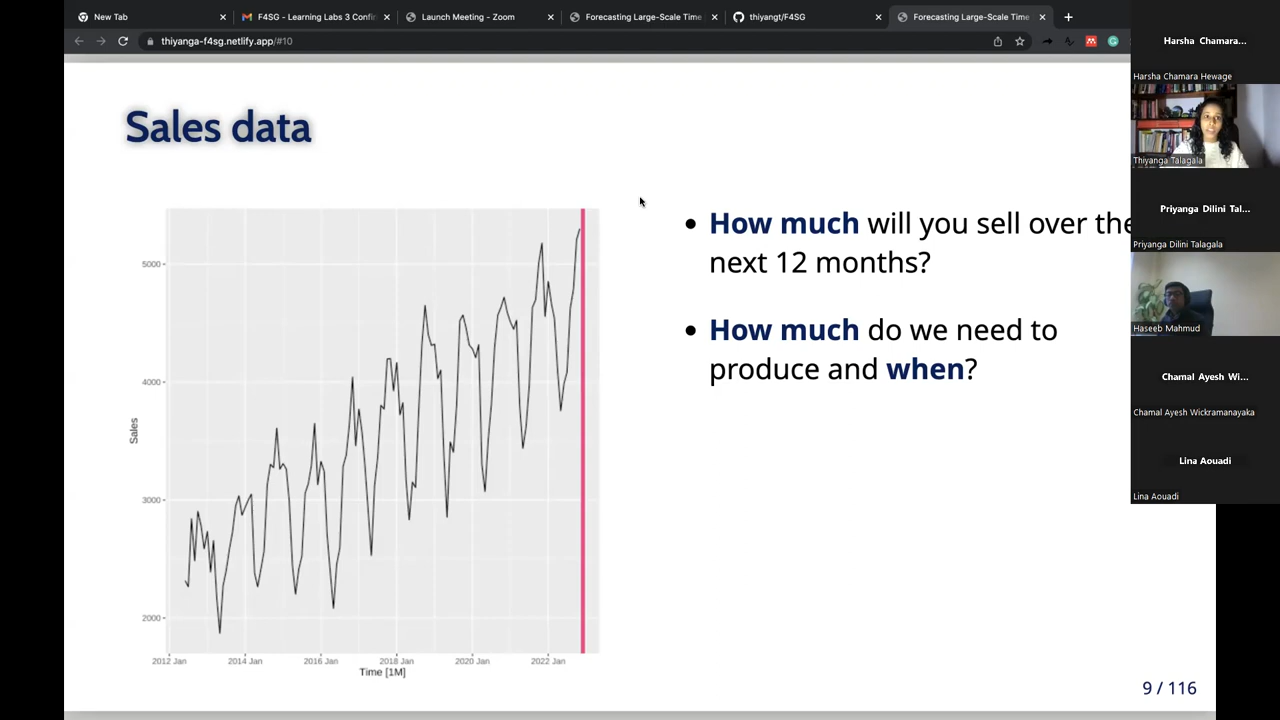 New Tab
F4SG - Learning Labs 3 Confir
Launch Meeting - Zoom
Forecasting Large-Scale Time
thiyangt/F4SG
Forecasting Large-Scale Time
thiyanga-f4sg.netlify.app/#10
Sales data
How much will you sell over the
next 12 months?
How much do we need to
produce and when?
5000
4000
3000
2000
Sales
2012 Jan
2014 Jan
2016 Jan
2018 Jan
2020 Jan
2022 Jan
Time [1M]
9 / 116
Harsha Chamara...
Harsha Chamara Hewage
Thiyanga Talagala
Priyanga Dilini Tal...
Priyanga Dilini Talagala
Haseeb Mahmud
Chamal Ayesh Wi...
Chamal Ayesh Wickramanayaka
Lina Aouadi
Lina Aouadi